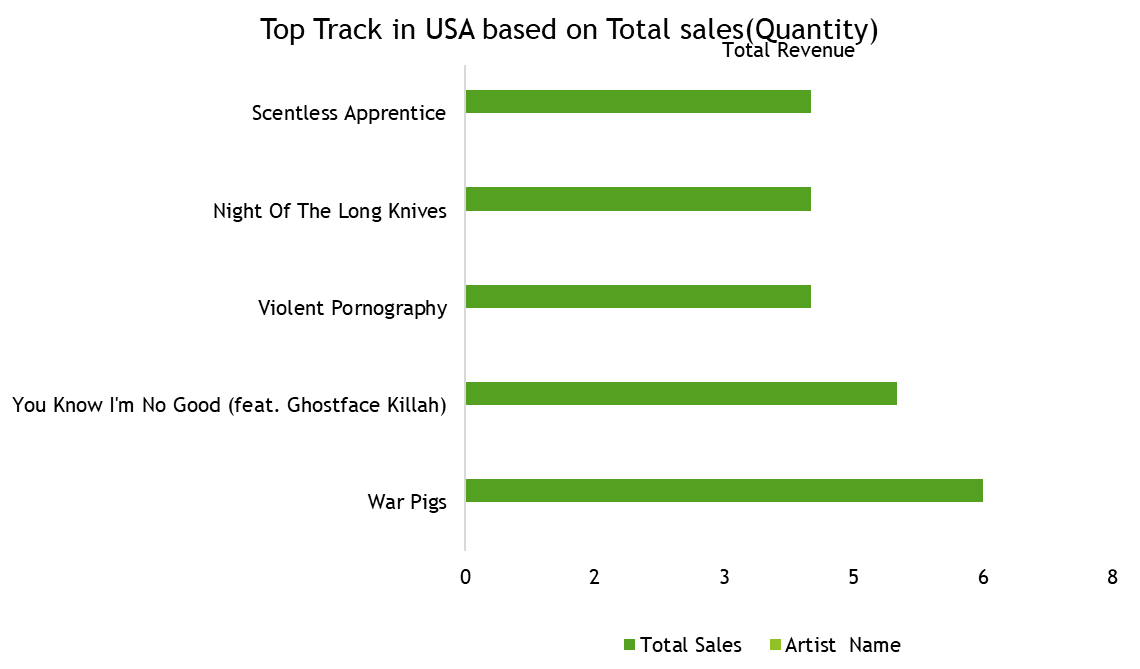 Top Track in USA based on Total sales(Quantity)
Total Revenue
Scentless Apprentice
Night Of The Long Knives
Violent Pornography
You Know I'm No Good (feat. Ghostface Killah)
War Pigs
0 2 3 5 6 8
Total Sales Artist  Name